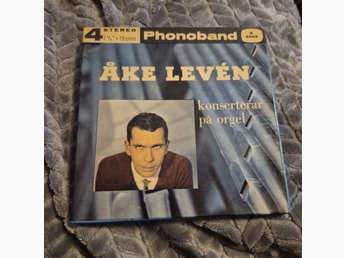 4 STEREO Phonoband
ÅKE LEVÉN
konserterar
på orgel